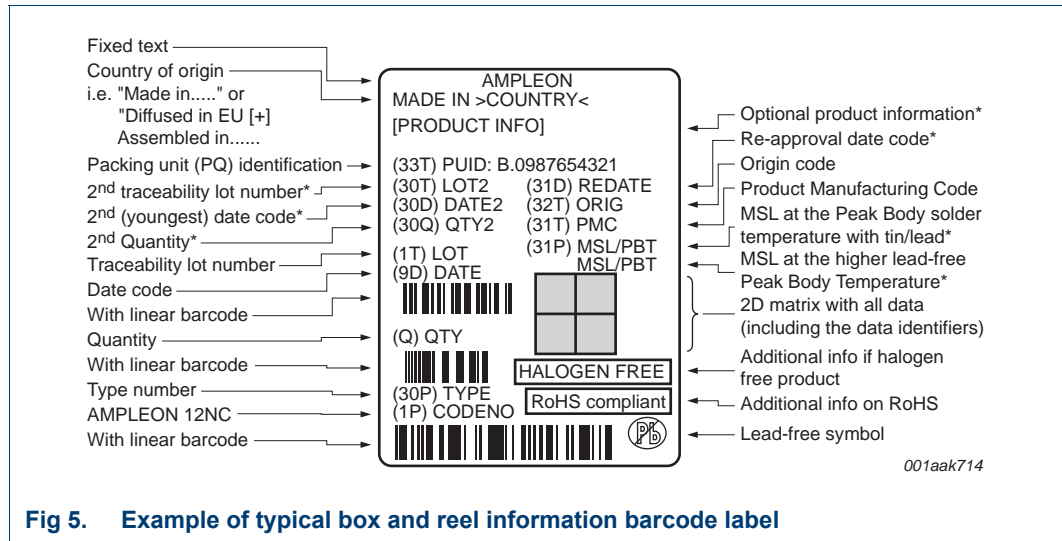 Fixed text
Country of origin
i.e. "Made in....." or
"Diffused in EU [+]
Assembled in......
Packing unit (PQ) identification
2nd traceability lot number*
2nd (youngest) date code*
2nd Quantity*
Traceability lot number
Date code
With linear barcode
Quantity
With linear barcode
Type number
AMPLEON 12NC
With linear barcode
AMPLEON
MADE IN >COUNTRY<
[PRODUCT INFO]
(33T) PUID: B.0987654321
(30T) LOT2 (31D) REDATE
(30D) DATE2 (32T) ORIG
(30Q) QTY2 (31T) PMC
(31P) MSL/PBT
(1T) LOT MSL/PBT
(9D) DATE
(Q) QTY
HALOGEN FREE
(30P) TYPE
(1P) CODENO
RoHS compliant
Pb
Optional product information*
Re-approval date code*
Origin code
Product Manufacturing Code
MSL at the Peak Body solder
temperature with tin/lead*
MSL at the higher lead-free
Peak Body Temperature*
2D matrix with all data
(including the data identifiers)
Additional info if halogen
free product
Additional info on RoHS
Lead-free symbol
001aak714
Fig 5. Example of typical box and reel information barcode label